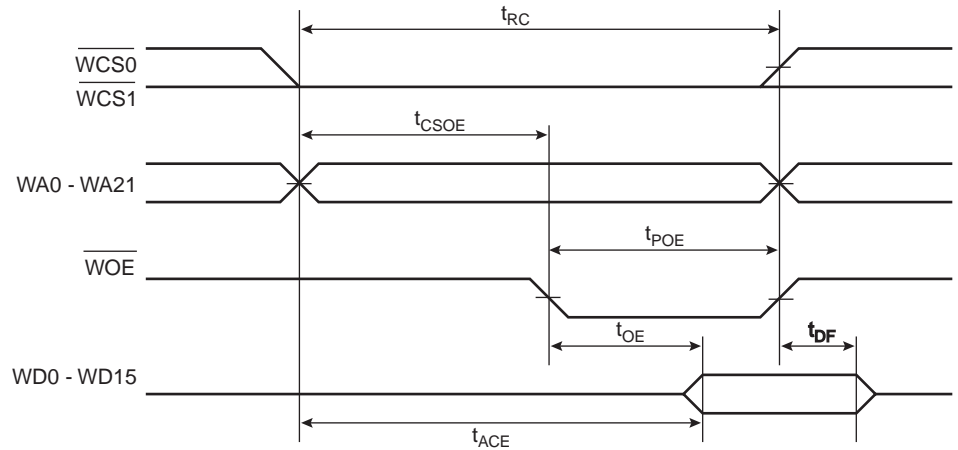 tRC
WCS0
WCS1
tCSOE
WA0 - WA21
tPOE
WOE
tOE
tDF
WD0 - WD15
tACE